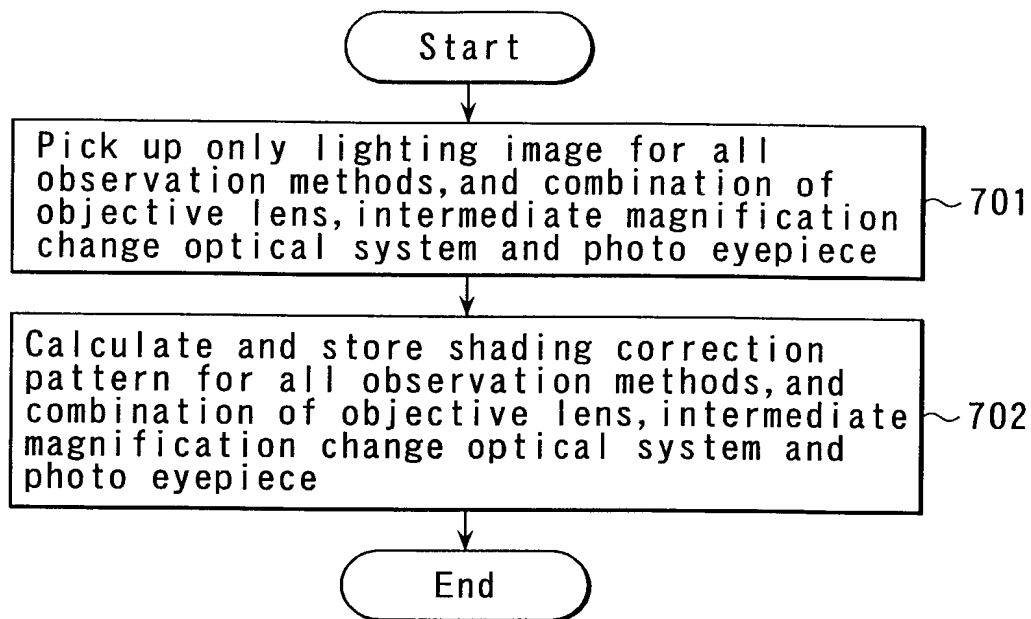 Start
Pick up only lighting image for all
observation methods,and combination of
objective lens,intermediate magnification
change optical system and photo eyepiece
701
Calculate and store shading correction
pattern for all observation methods,and
combination of objective lens,intermediate
magnification change optical system and
photo eyepiece
702
End